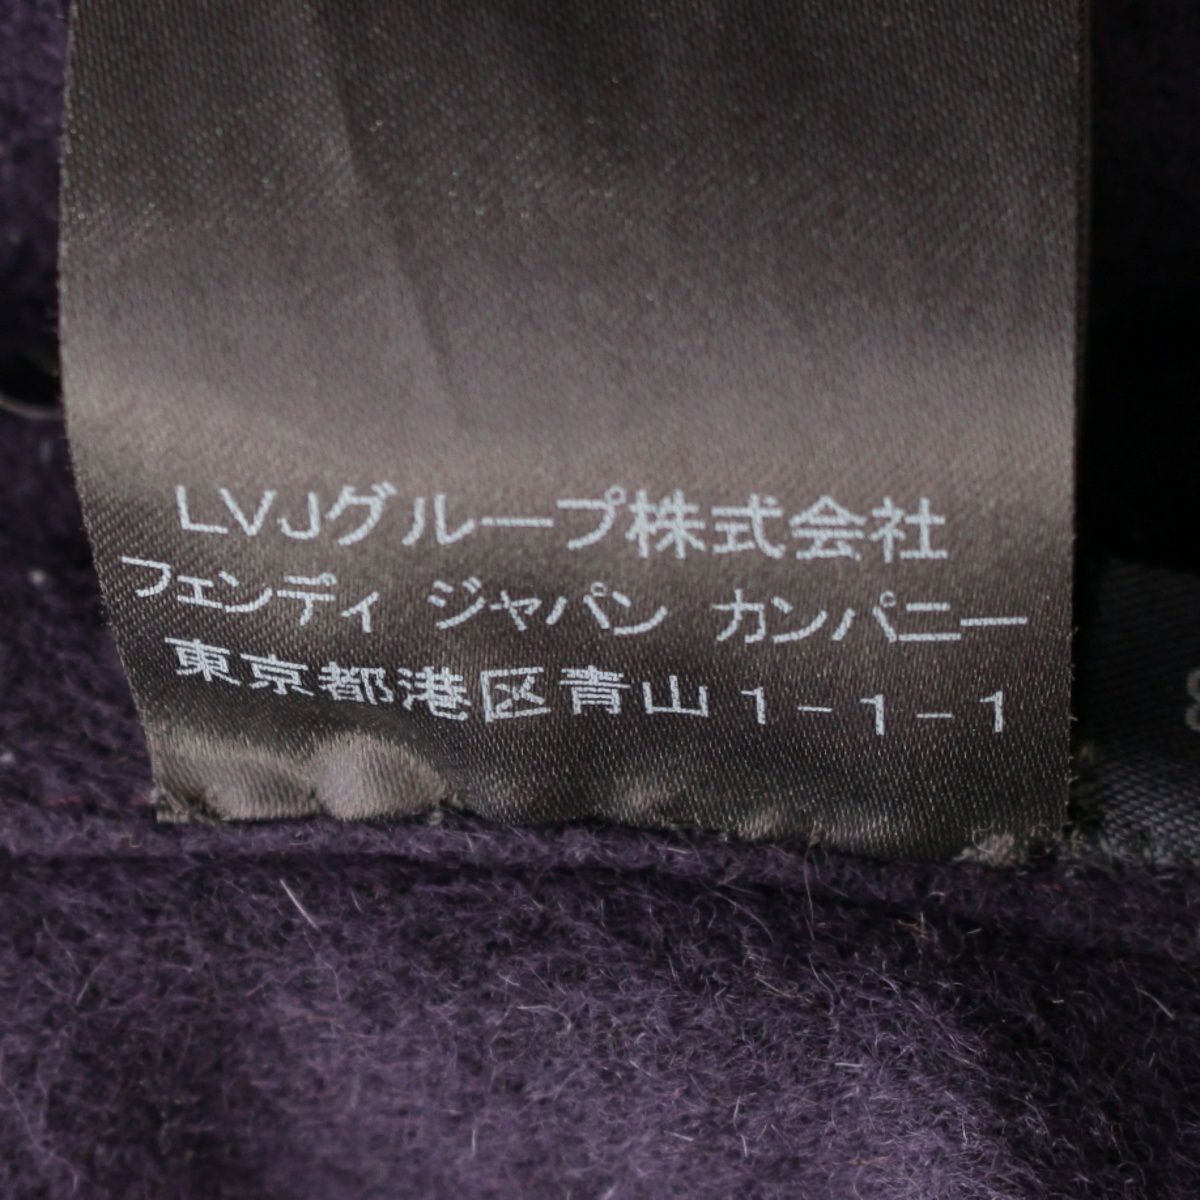 LVJグループ株式会社
フェンディ ジャパン カンパニー
東京都港区青山1-1-1